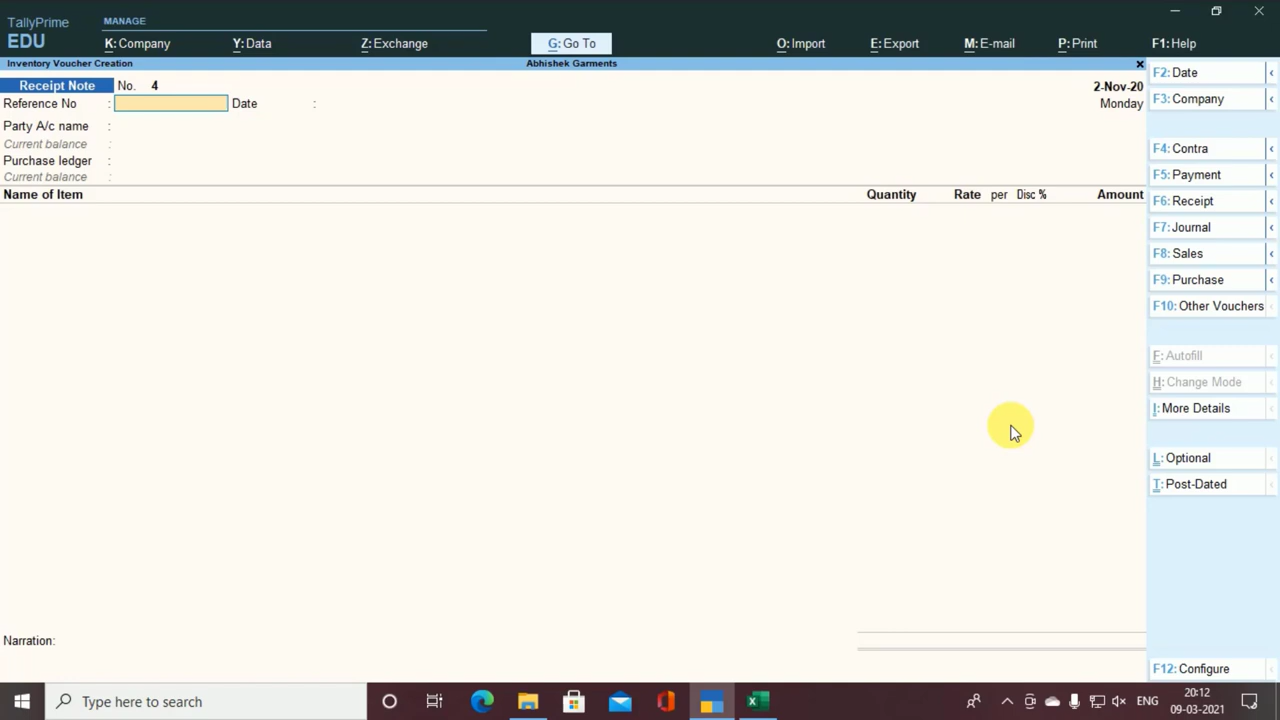 TallyPrime
EDU
MANAGE
K: Company Y: Data Z: Exchange G: Go To O: Import E: Export M: E-mail P: Print F1: Help
Inventory Voucher Creation Abhishek Garments ×
Receipt Note No. 4 2-Nov-20
Monday
Reference No : Date :
Party A/c name :
Current balance :
Purchase ledger :
Current balance :
Name of Item Quantity Rate per Disc % Amount
Narration:
F2: Date
F3: Company
F4: Contra
F5: Payment
F6: Receipt
F7: Journal
F8: Sales
F9: Purchase
F10: Other Vouchers
F: Autofill
H: Change Mode
I: More Details
L: Optional
T: Post-Dated
F12: Configure
Type here to search
ENG
20:12
09-03-2021